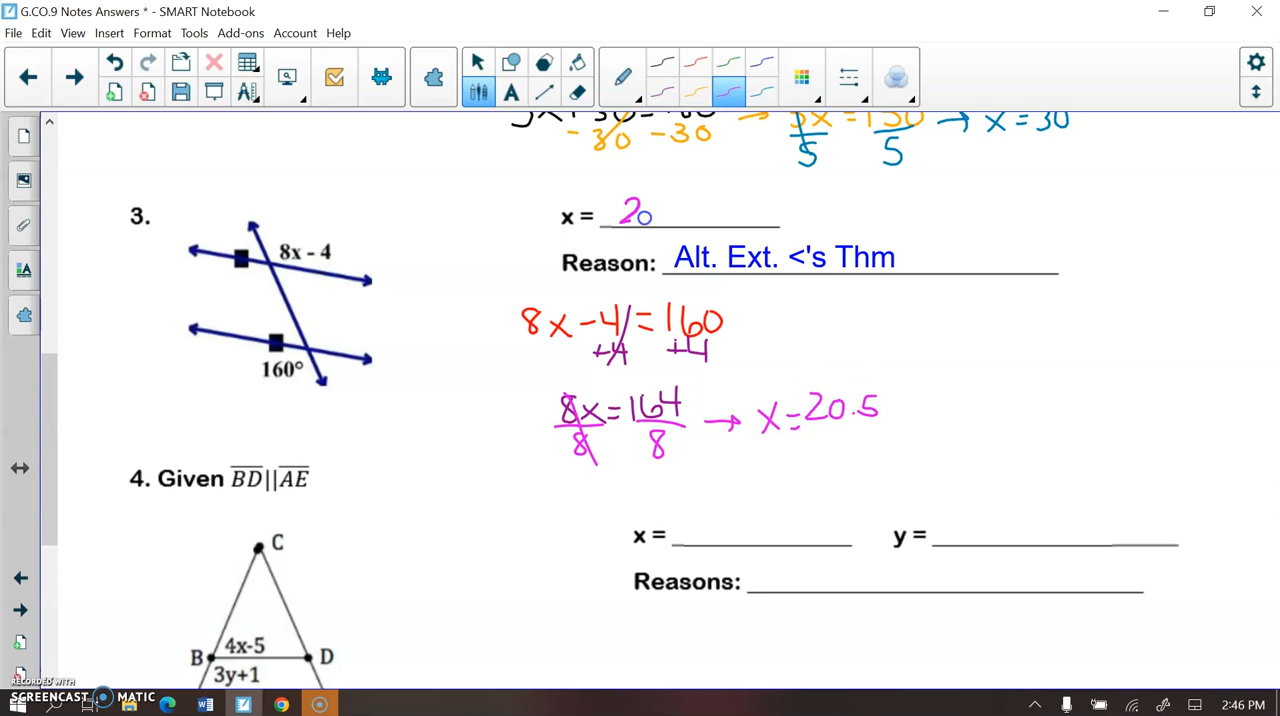 G.CO.9 Notes Answers * - SMART Notebook
File Edit View Insert Format Tools Add-ons Account Help
- 30 - 30 → 5x = 150 → x = 30
5 5
3.
x = 20
8x - 4
Reason: Alt. Ext. <'s Thm
8x - 4 = 160
+4 +4
160°
8x = 164 → x = 20.5
8 8
4. Given BD||AE
C
x = y =
Reasons:
4x-5
B D
3y+1
RECORDED WITH
SCREENCAST MATIC
2:46 PM